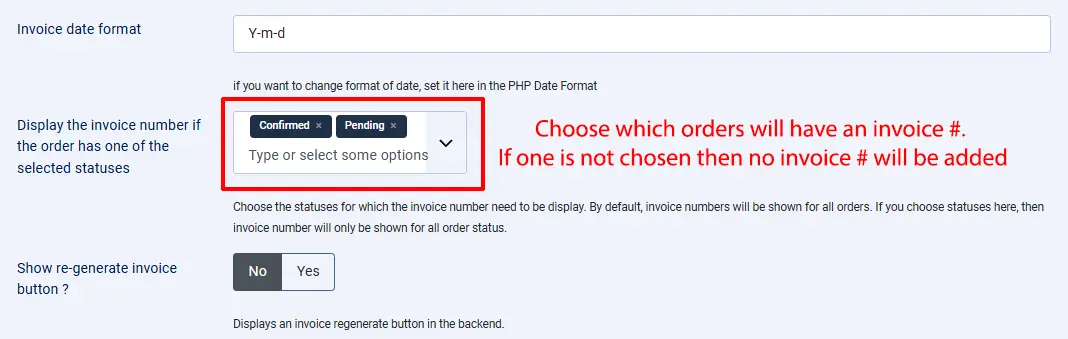 Invoice date format
Y-m-d
if you want to change format of date, set it here in the PHP Date Format
Display the invoice number if
the order has one of the
selected statuses
Confirmed ×
Pending ×
Type or select some options
Choose which orders will have an invoice #.
If one is not chosen then no invoice # will be added
Choose the statuses for which the invoice number need to be display. By default, invoice numbers will be shown for all orders. If you choose statuses here, then
invoice number will only be shown for all order status.
Show re-generate invoice
button ?
No
Yes
Displays an invoice regenerate button in the backend.